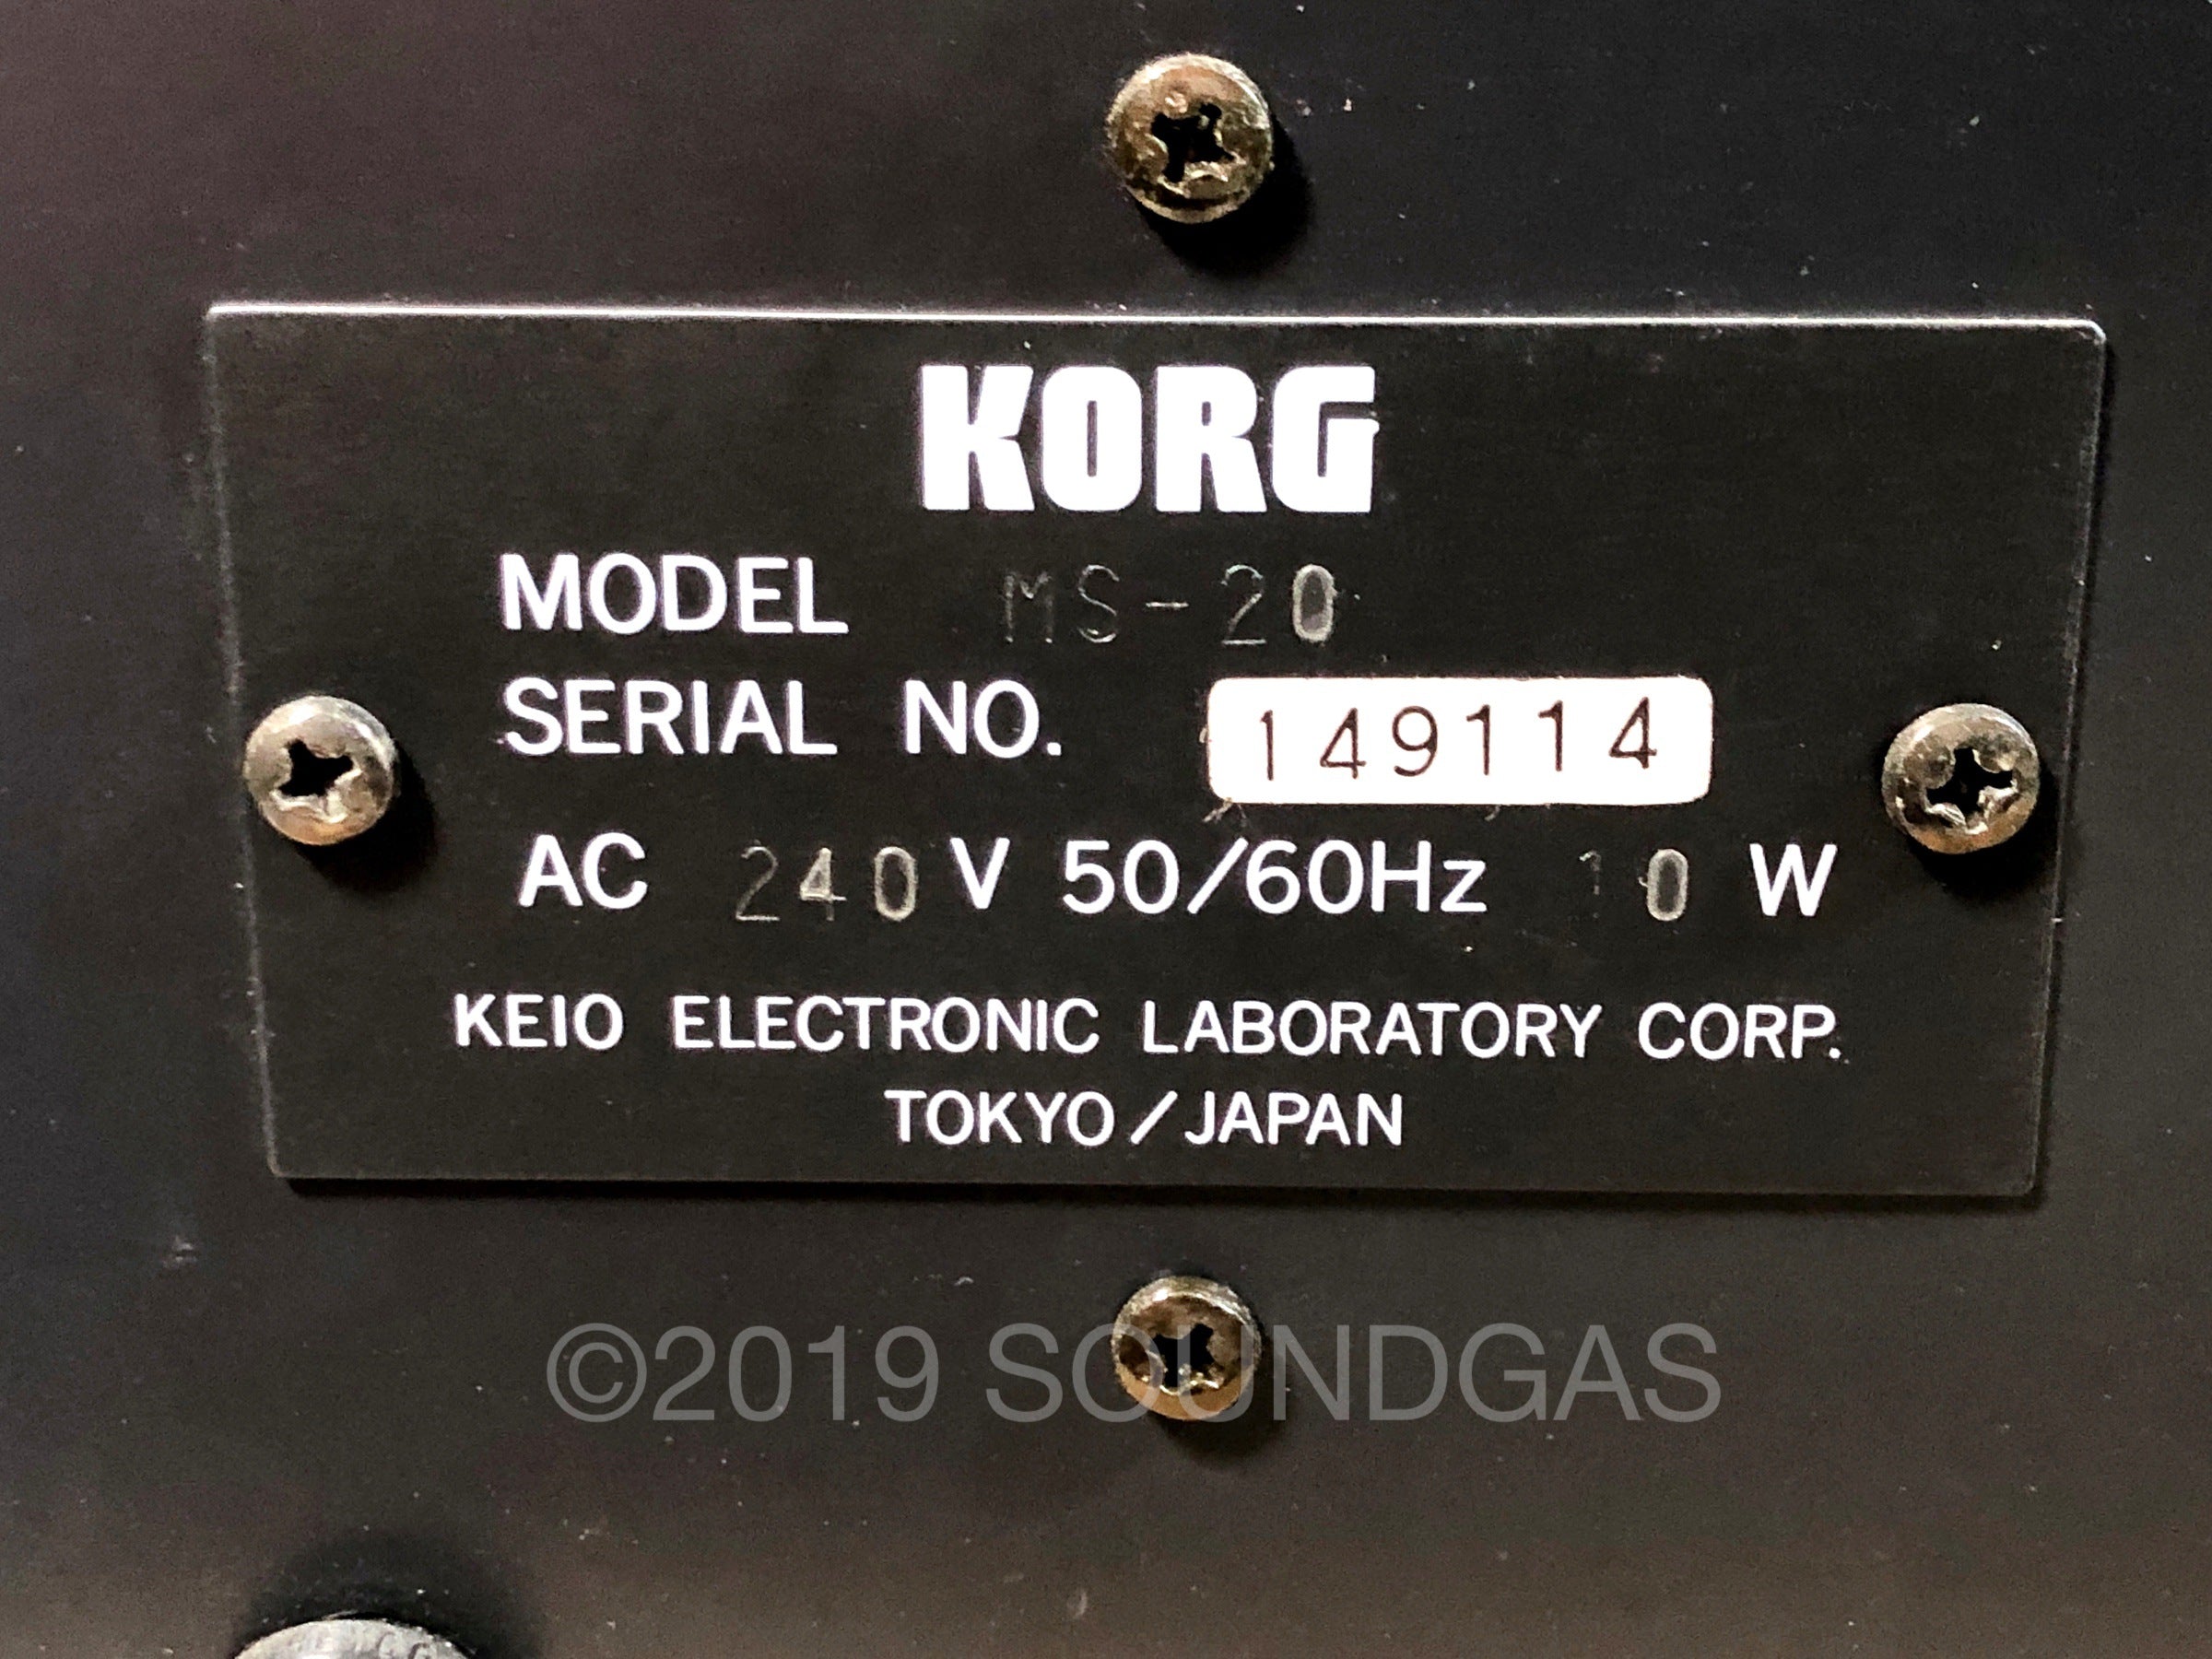 KORG
MODEL MS-20
SERIAL NO. 149114
AC 240 V 50/60Hz 10 W
KEIO ELECTRONIC LABORATORY CORP.
TOKYO/JAPAN
©2019 SOUNDGAS